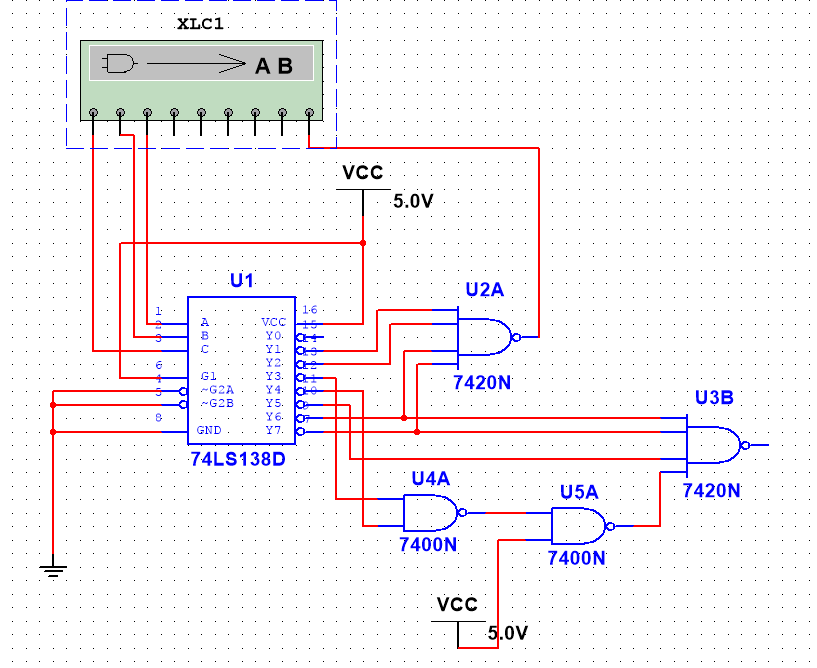 XLC1
A B
VCC
5.0V
U1
1
2
3
6
4
5
8
A
B
C
G1
~G2A
~G2B
GND
VCC
Y0
Y1
Y2
Y3
Y4
Y5
Y6
Y7
16
15
14
13
12
11
10
9
7
74LS138D
U2A
7420N
U3B
7420N
U4A
7400N
U5A
7400N
VCC
5.0V